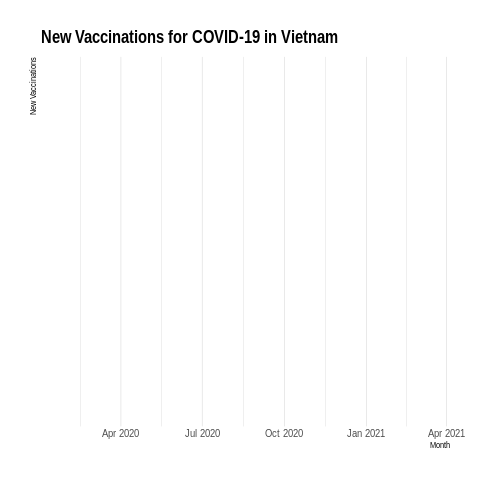 New Vaccinations for COVID-19 in Vietnam
New Vaccinations
Apr 2020 Jul 2020 Oct 2020 Jan 2021 Apr 2021
Month